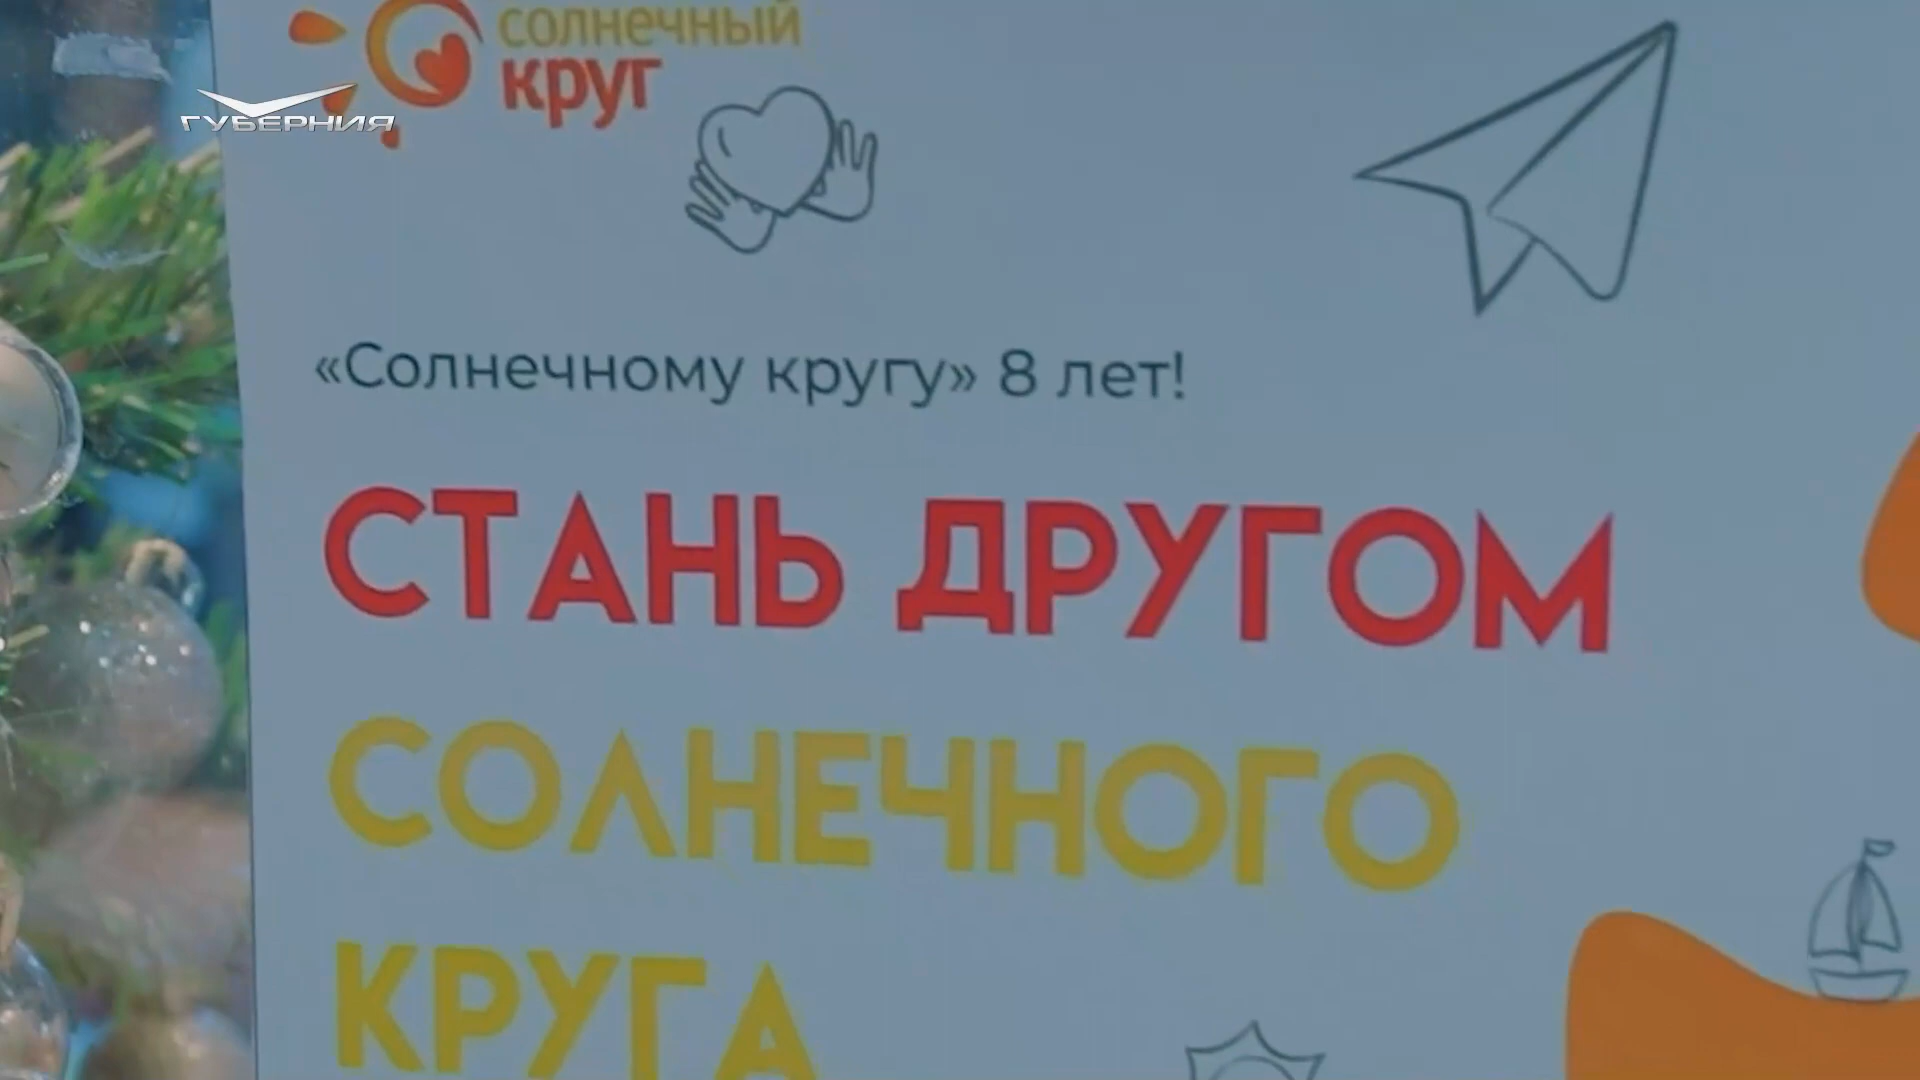 солнечный
круг
ГУБЕРНИЯ
«Солнечному кругу» 8 лет!
СТАНЬ ДРУГОМ
СОЛНЕЧНОГО
КРУГА